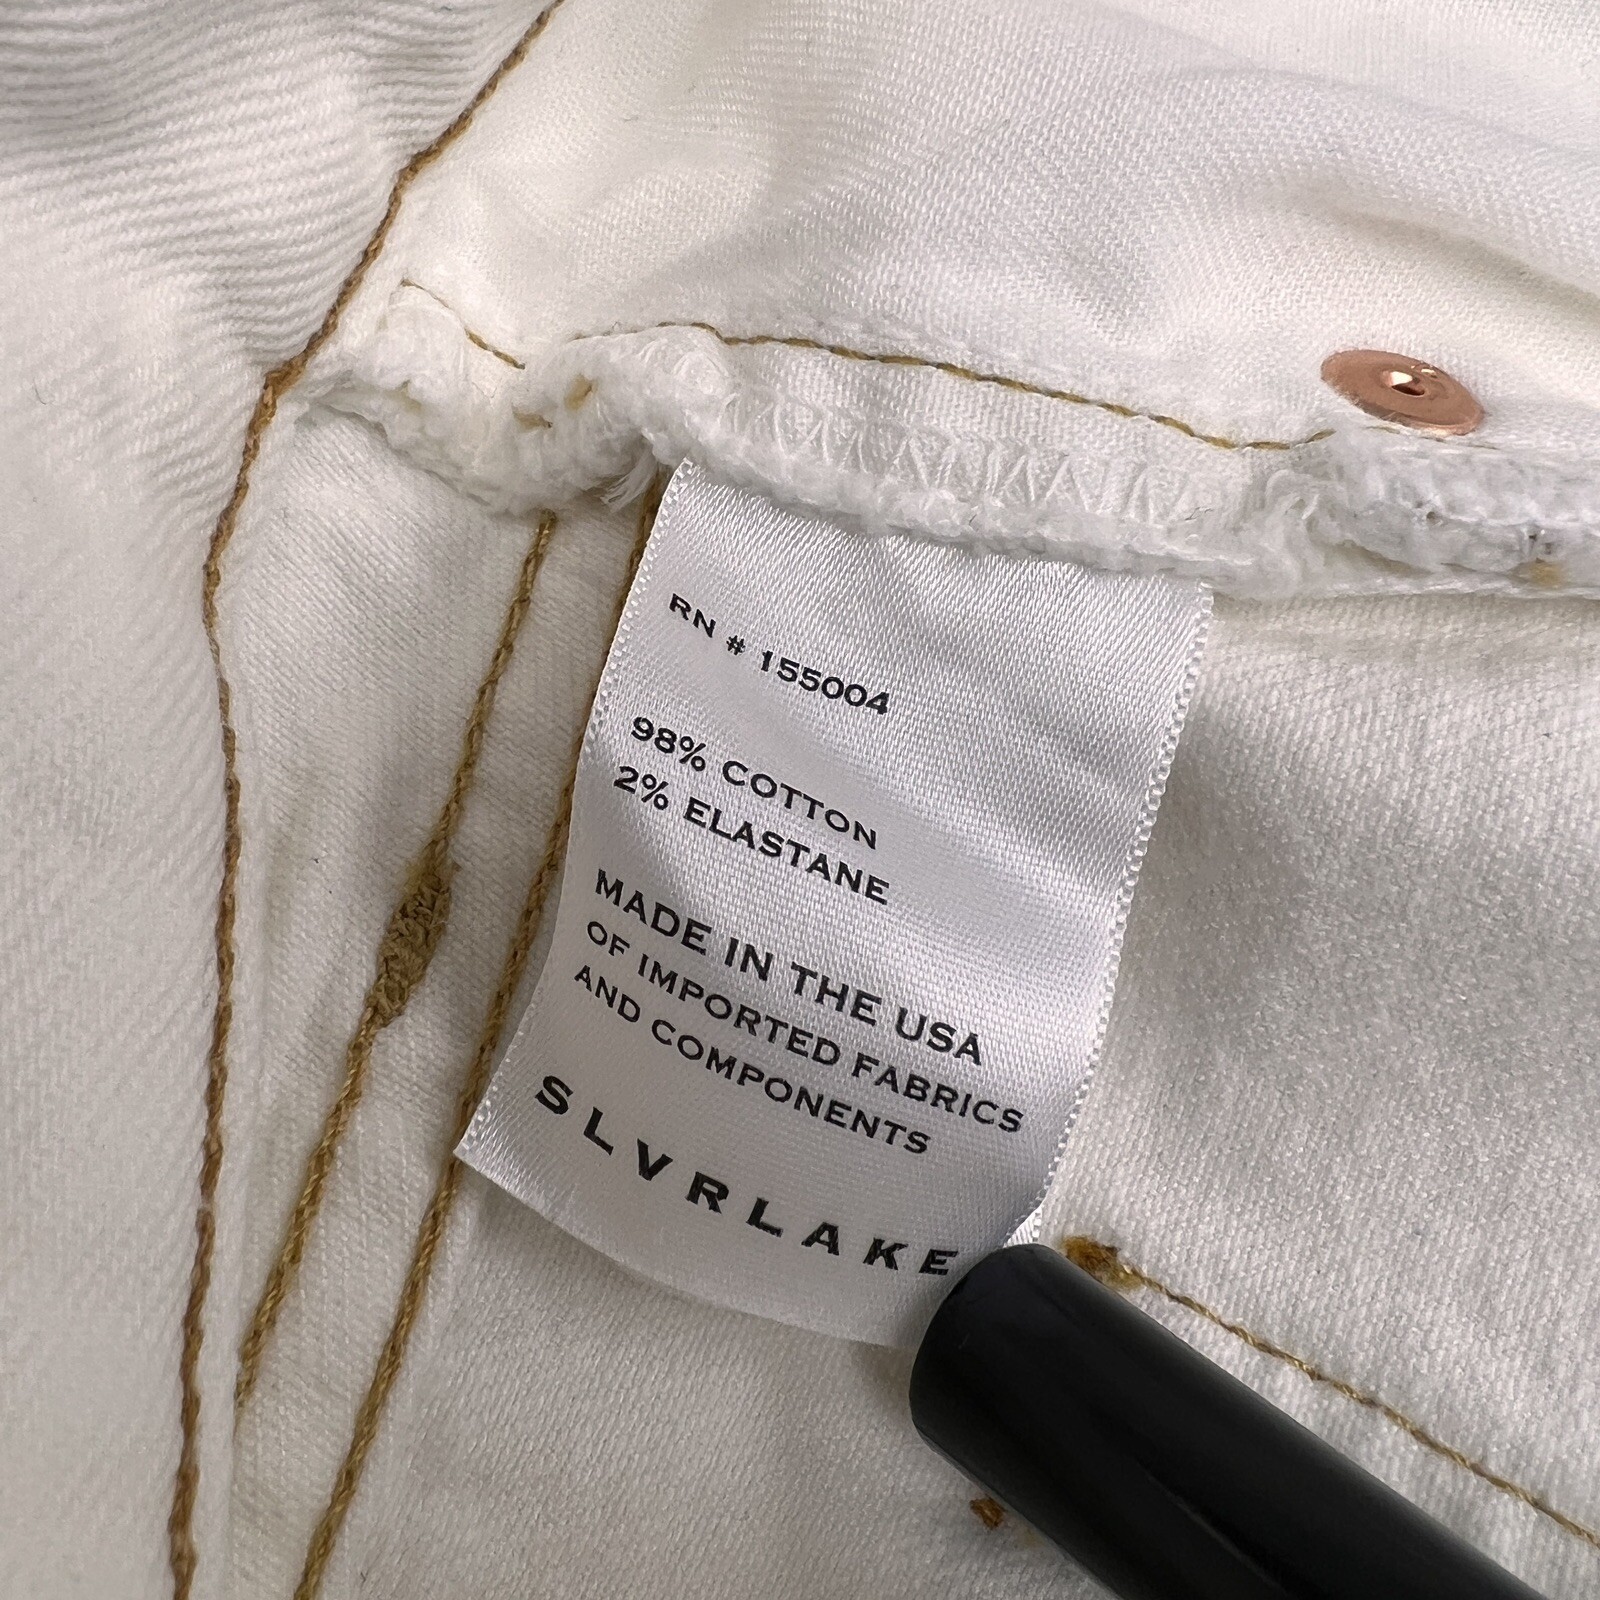 RN # 155004
98% COTTON
2% ELASTANE
MADE IN THE USA
OF IMPORTED FABRICS
AND COMPONENTS
SLVRLAKE